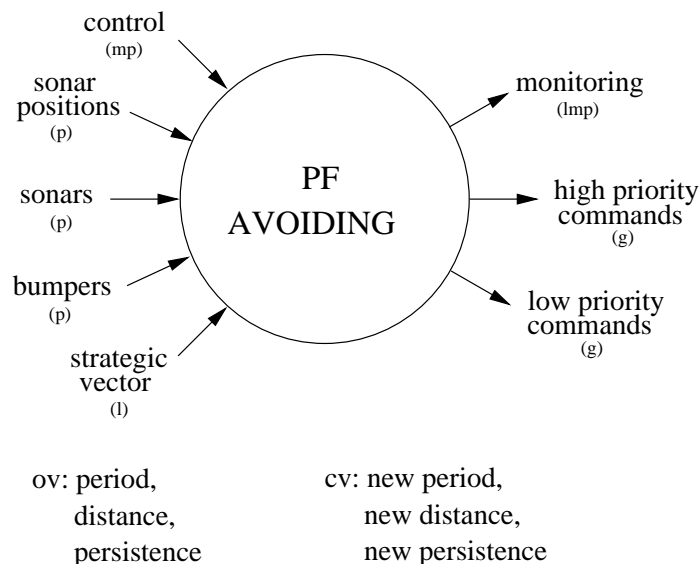 control
(mp)
sonar
positions
(p)
sonars
(p)
bumpers
(p)
strategic
vector
(l)
PF
AVOIDING
monitoring
(lmp)
high priority
commands
(g)
low priority
commands
(g)
ov: period,
distance,
persistence
cv: new period,
new distance,
new persistence